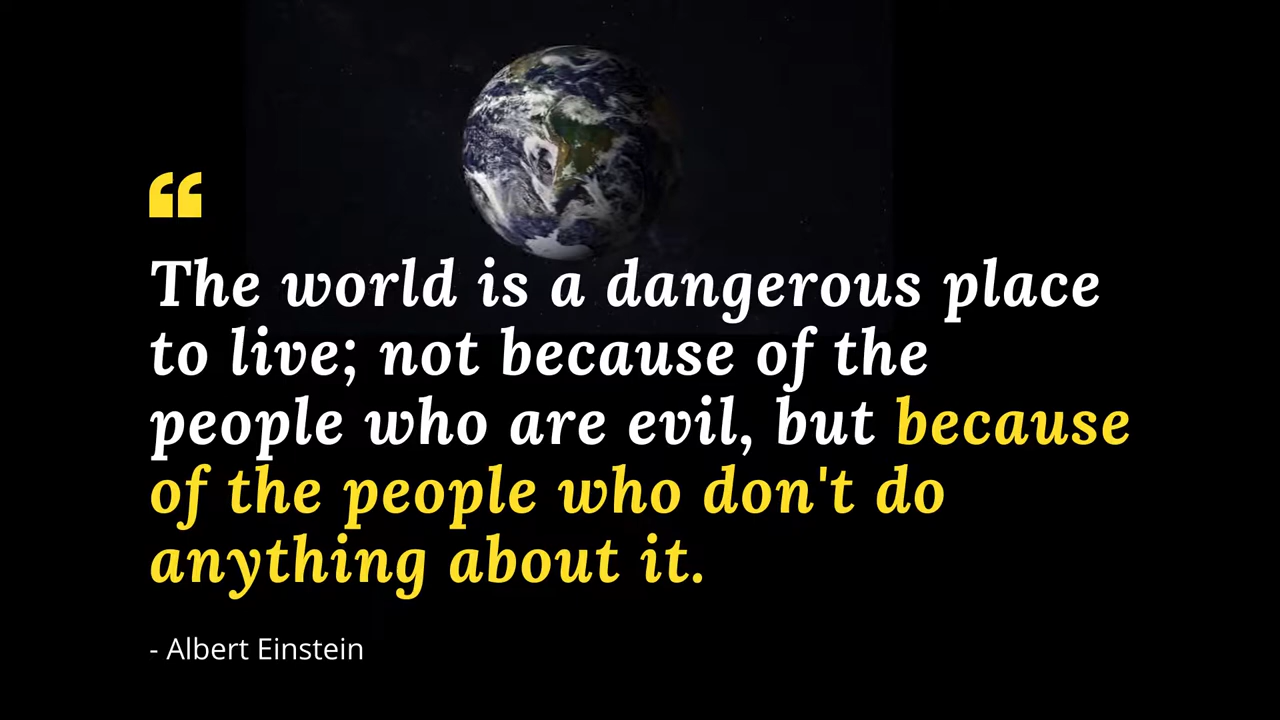 “
The world is a dangerous place
to live; not because of the
people who are evil, but because
of the people who don't do
anything about it.
- Albert Einstein